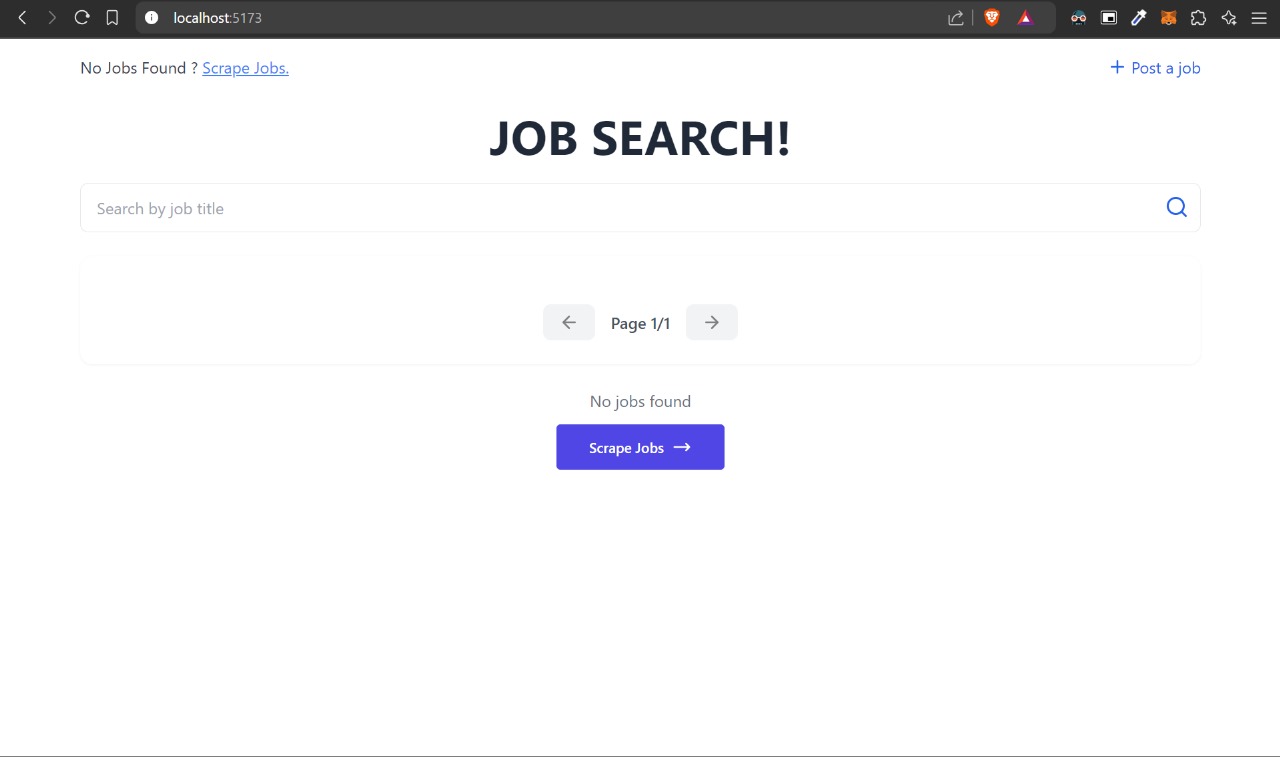 localhost:5173
No Jobs Found ? Scrape Jobs.
+ Post a job
JOB SEARCH!
Search by job title
Page 1/1
No jobs found
Scrape Jobs →